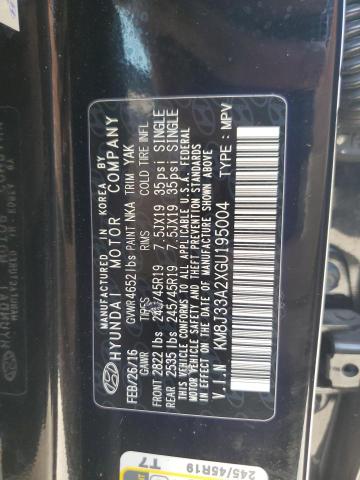 MANUFACTURED IN KOREA BY
HYUNDAI MOTOR COMPANY
FEB/26/16 GVWR 4652lbs PAINT NKA TRIM YAK
GAWR TIRES RIMS COLD TIRE INFL
FRONT 2822 lbs 245/45R19 7.5JX19 35psi SINGLE
REAR 2535 lbs 245/45R19 7.5JX19 35psi SINGLE
THIS VEHICLE CONFORMS TO ALL APPLICABLE U.S. FEDERAL
MOTOR VEHICLE SAFETY AND THEFT PREVENTION STANDARDS
IN EFFECT ON THE DATE OF MANUFACTURE SHOWN ABOVE.
V.I.N : KM8J33A2XGU195004 TYPE : MPV
245/45R19
T7